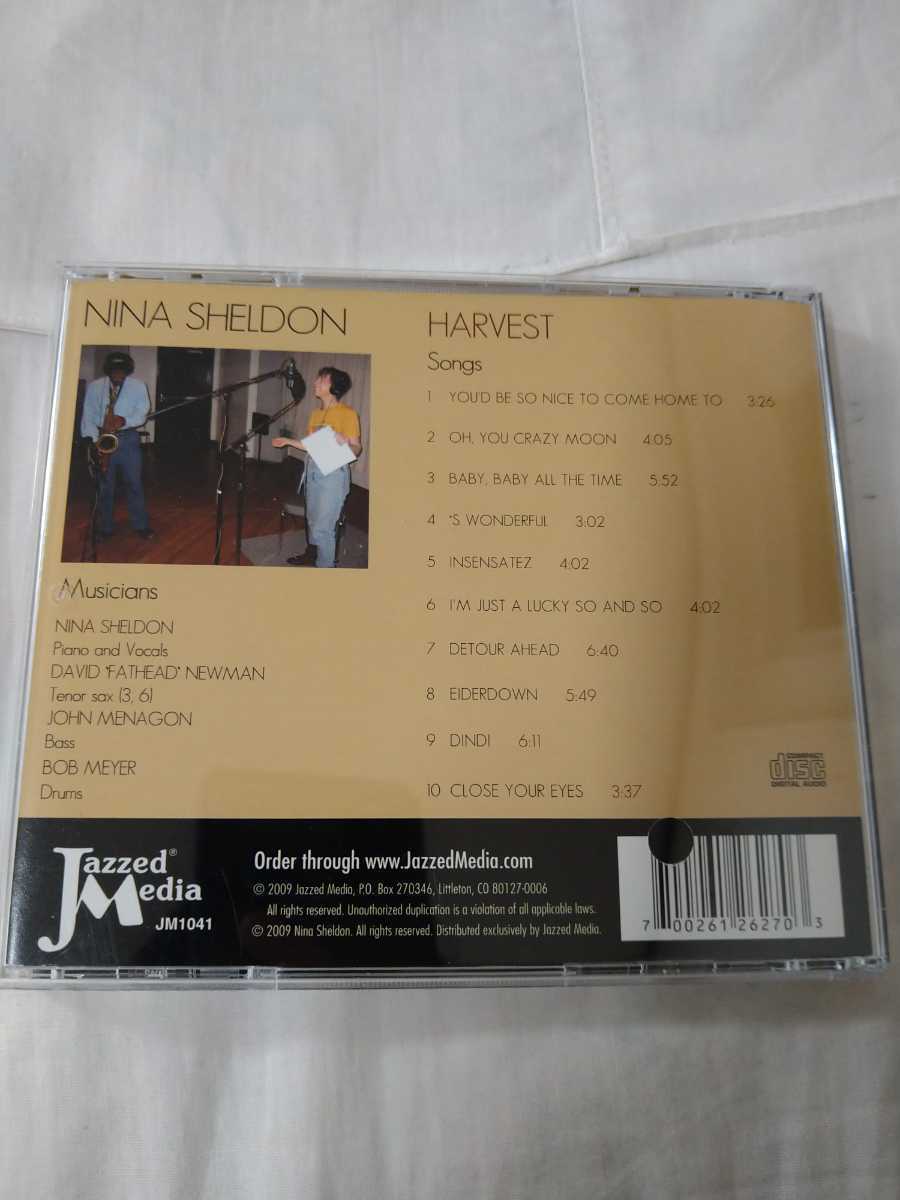 NINA SHELDON
Musicians
NINA SHELDON
Piano and Vocals
DAVID "FATHEAD" NEWMAN
Tenor sax (3, 6)
JOHN MENAGON
Bass
BOB MEYER
Drums
HARVEST
Songs
1 YOU'D BE SO NICE TO COME HOME TO 3:26
2 OH, YOU CRAZY MOON 4:05
3 BABY, BABY ALL THE TIME 5:52
4 'S WONDERFUL 3:02
5 INSENSATEZ 4:02
6 I'M JUST A LUCKY SO AND SO 4:02
7 DETOUR AHEAD 6:40
8 EIDERDOWN 5:49
9 DINDI 6:11
10 CLOSE YOUR EYES 3:37
COMPACT
disc
DIGITAL AUDIO
Jazzed®
Media
JM1041
Order through www.JazzedMedia.com
© 2009 Jazzed Media, P.O. Box 270346, Littleton, CO 80127-0006
All rights reserved. Unauthorized duplication is a violation of all applicable laws.
© 2009 Nina Sheldon. All rights reserved. Distributed exclusively by Jazzed Media.
7 00261 26270 3